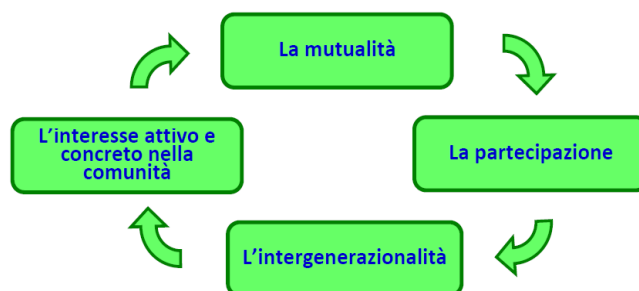 La mutualità
La partecipazione
L'intergenerazionalità
L'interesse attivo e
concreto nella
comunità